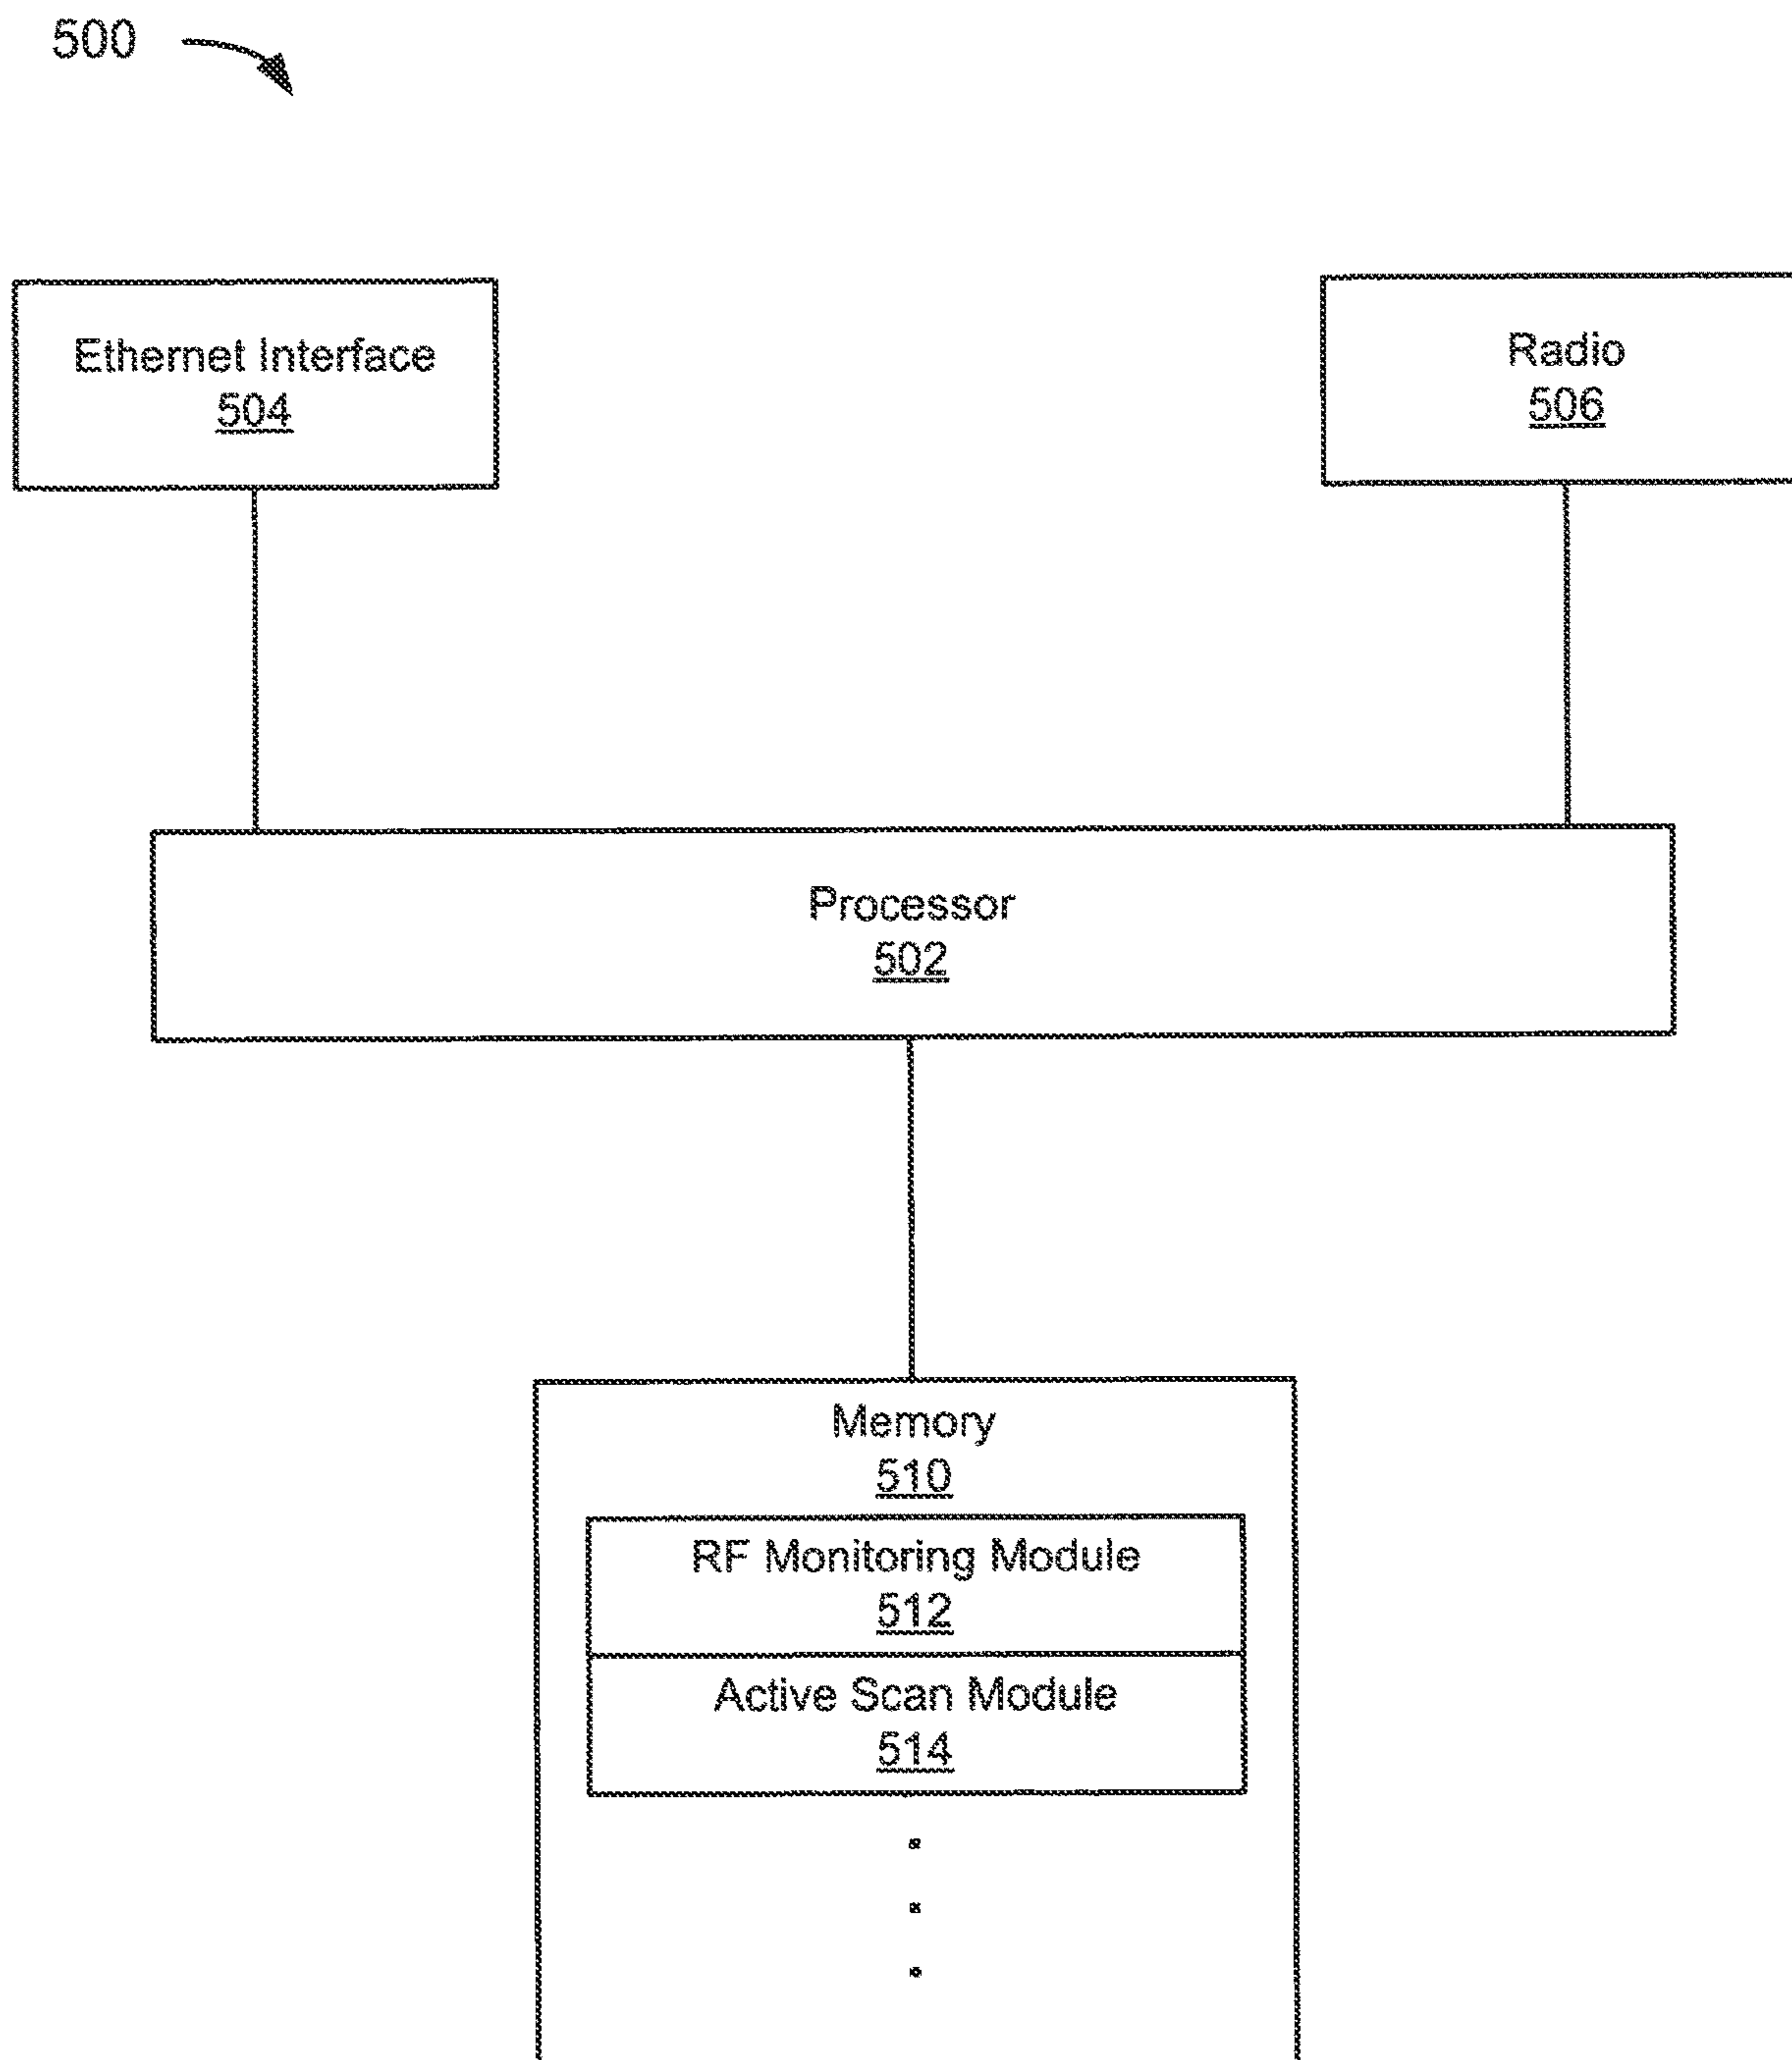 500
Ethernet Interface
504
Radio
506
Processor
502
Memory
510
RF Monitoring Module
512
Active Scan Module
514